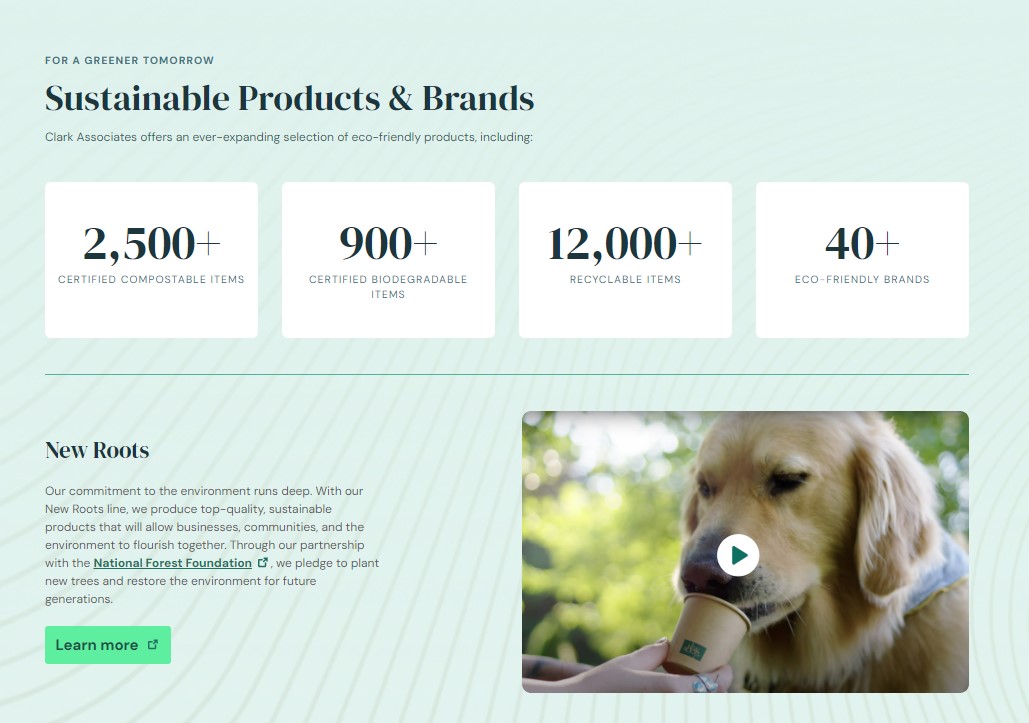 FOR A GREENER TOMORROW
Sustainable Products & Brands
Clark Associates offers an ever-expanding selection of eco-friendly products, including:
2,500+
CERTIFIED COMPOSTABLE ITEMS
900+
CERTIFIED BIODEGRADABLE
ITEMS
12,000+
RECYCLABLE ITEMS
40+
ECO-FRIENDLY BRANDS
New Roots
Our commitment to the environment runs deep. With our
New Roots line, we produce top-quality, sustainable
products that will allow businesses, communities, and the
environment to flourish together. Through our partnership
with the National Forest Foundation , we pledge to plant
new trees and restore the environment for future
generations.
Learn more